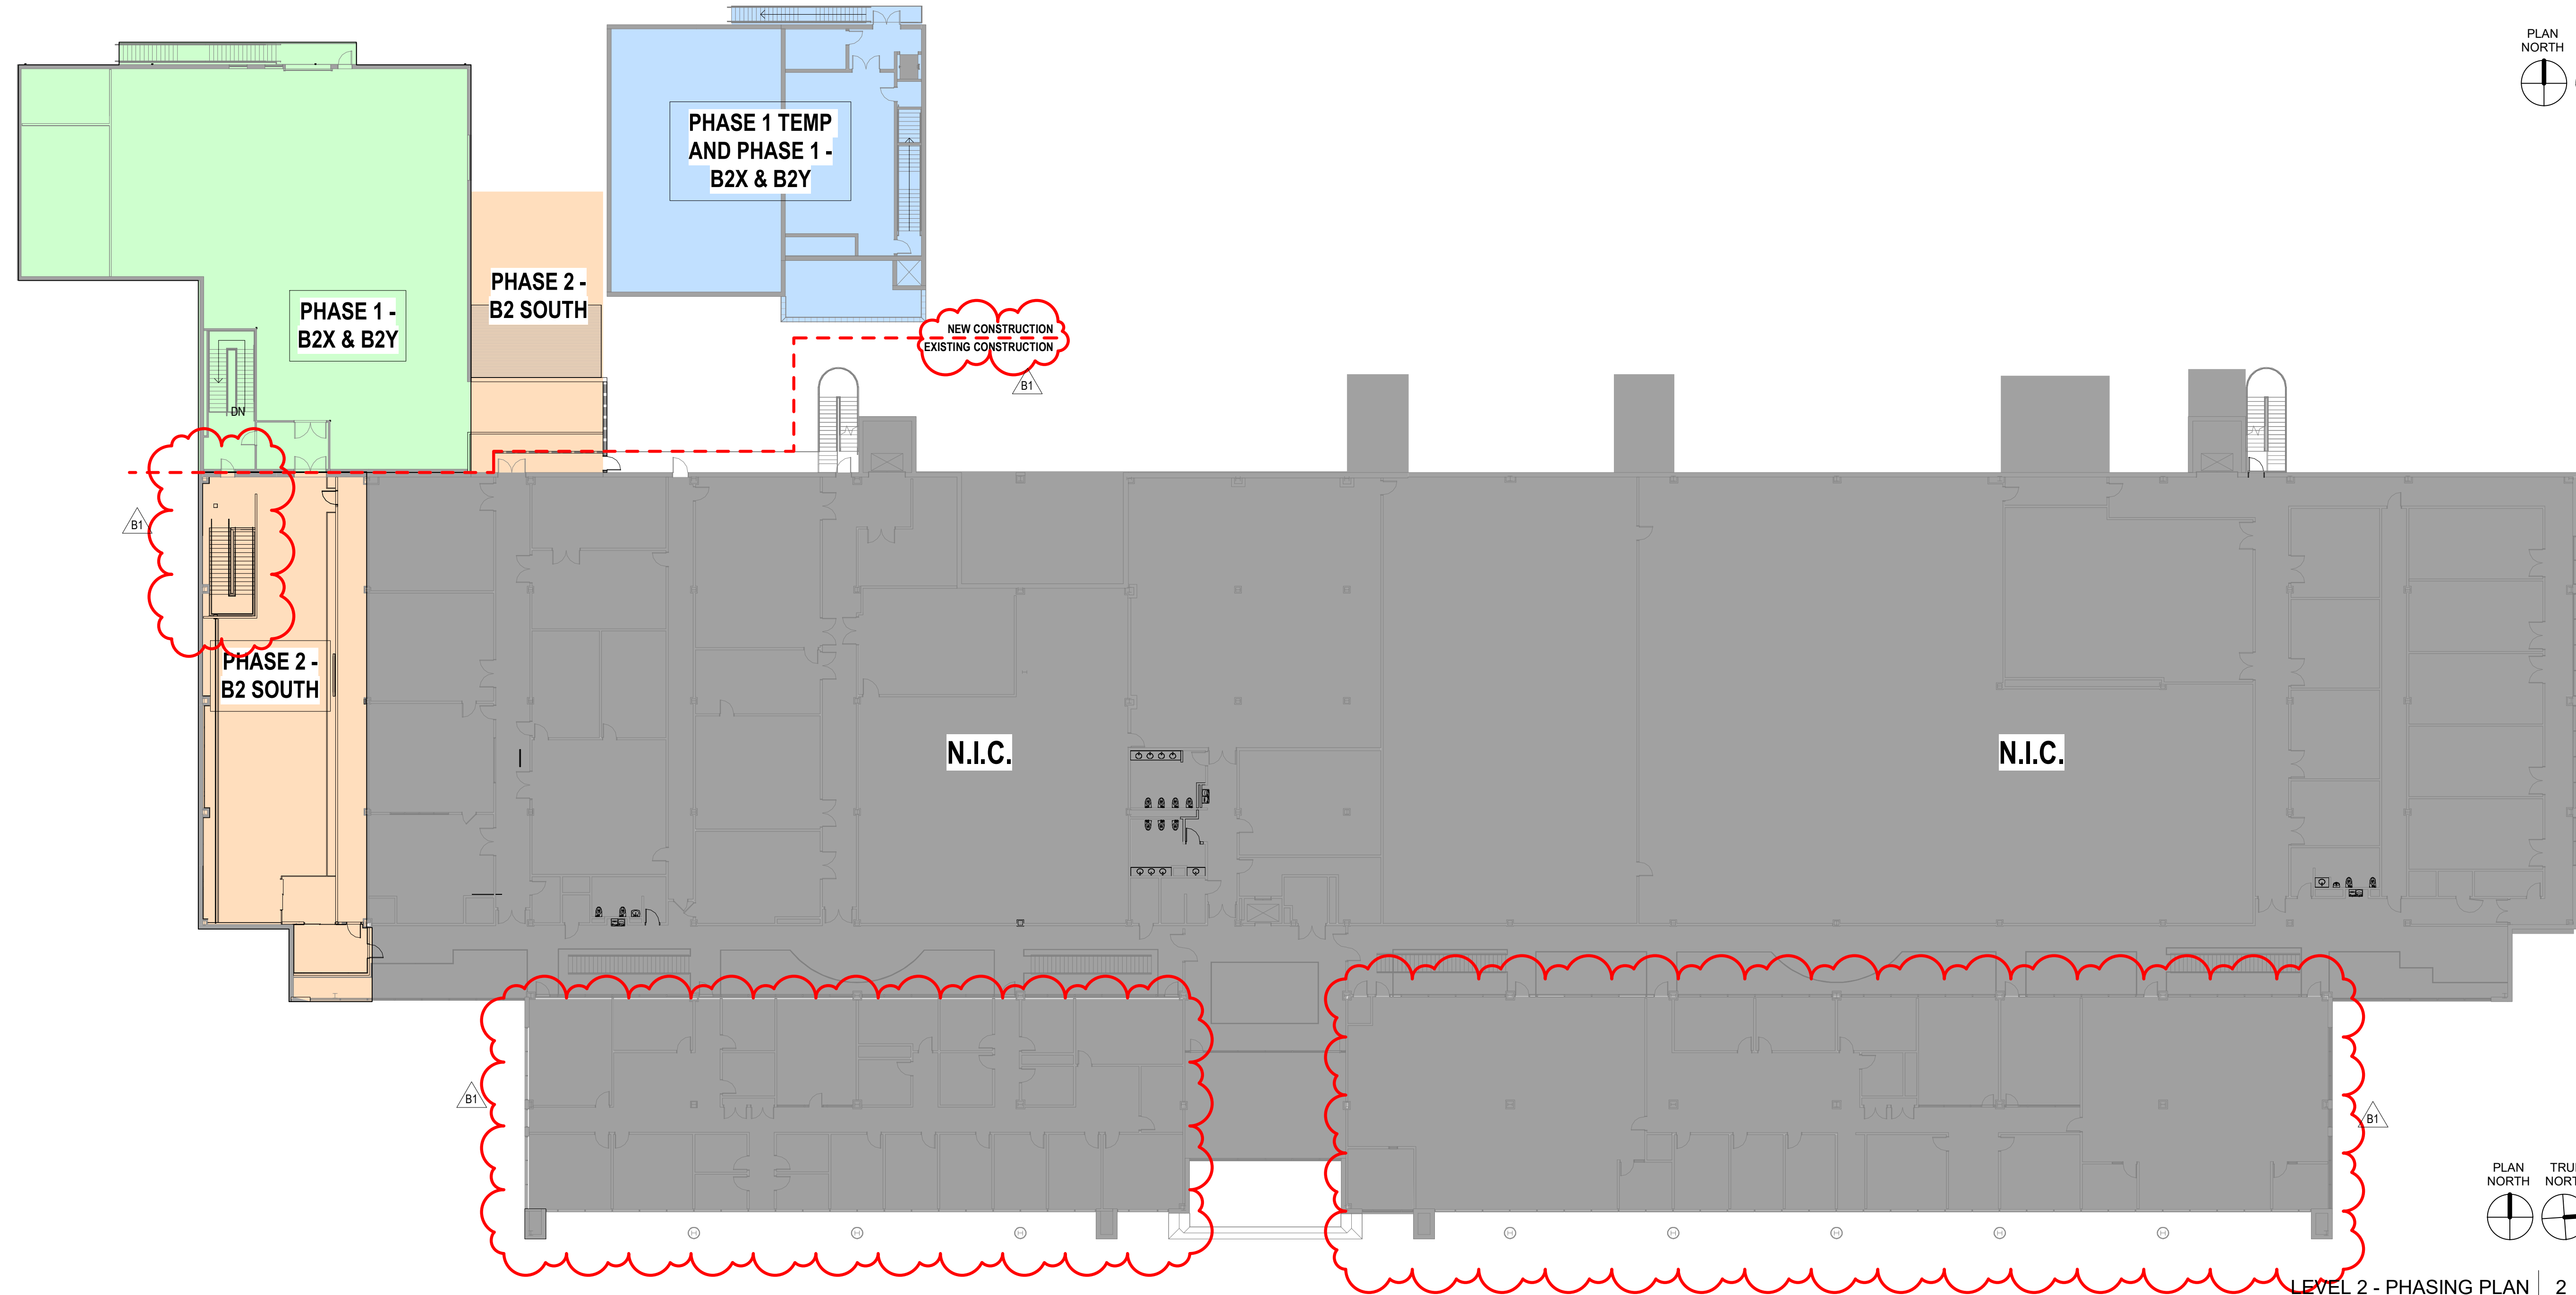 PLAN
NORTH
PHASE 1 TEMP
AND PHASE 1 -
B2X & B2Y
PHASE 2 -
B2 SOUTH
PHASE 1 -
B2X & B2Y
NEW CONSTRUCTION
EXISTING CONSTRUCTION
B1
DN
B1
PHASE 2 -
B2 SOUTH
N.I.C.
N.I.C.
B1
B1
PLAN
NORTH
TRU
NORT
LEVEL 2 - PHASING PLAN
2